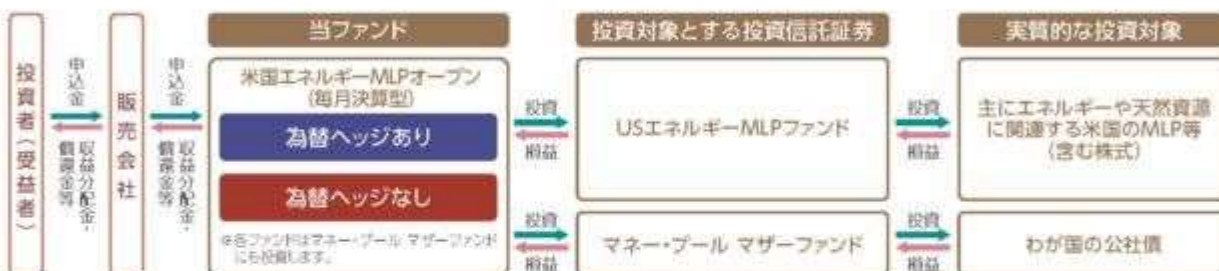 当ファンド
投資対象とする投資信託証券
実質的な投資対象
投資者(受益者)
申込金
収益分配金・
償還金等
販売会社
申込金
収益分配金・
償還金等
米国エネルギーMLPオープン
(毎月決算型)
為替ヘッジあり
為替ヘッジなし
※各ファンドはマネー・プール マザーファンド
にも投資します。
投資
損益
USエネルギーMLPファンド
投資
損益
主にエネルギーや天然資源
に関連する米国のMLP等
(含む株式)
投資
損益
マネー・プール マザーファンド
投資
損益
わが国の公社債